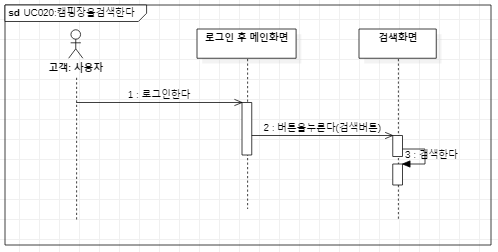 sd UC020:캠핑장을검색한다
로그인 후 메인화면
검색화면
고객: 사용자
1 : 로그인한다
2 : 버튼을누른다(검색버튼)
3 : 검색한다